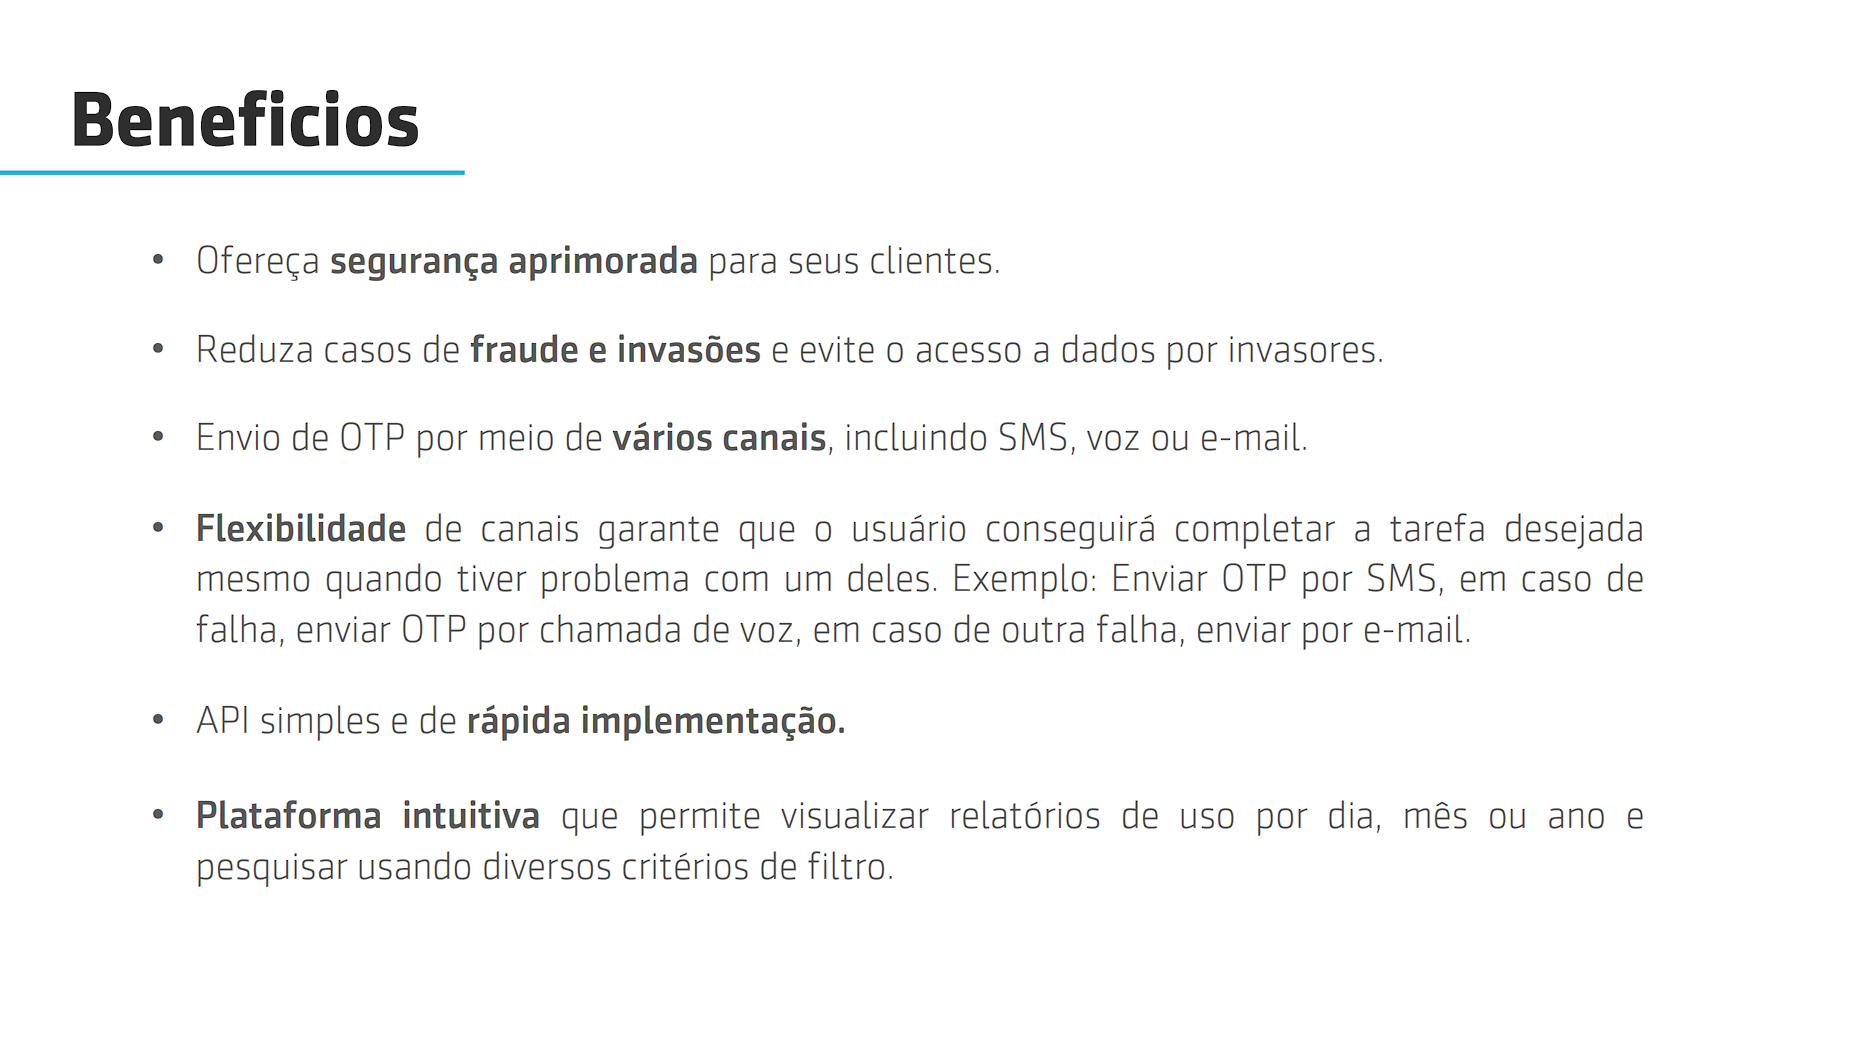 Beneficios
• Ofereça segurança aprimorada para seus clientes.
• Reduza casos de fraude e invasões e evite o acesso a dados por invasores.
• Envio de OTP por meio de vários canais, incluindo SMS, voz ou e-mail.
• Flexibilidade de canais garante que o usuário conseguirá completar a tarefa desejada
mesmo quando tiver problema com um deles. Exemplo: Enviar OTP por SMS, em caso de
falha, enviar OTP por chamada de voz, em caso de outra falha, enviar por e-mail.
• API simples e de rápida implementação.
• Plataforma intuitiva que permite visualizar relatórios de uso por dia, mês ou ano e
pesquisar usando diversos critérios de filtro.